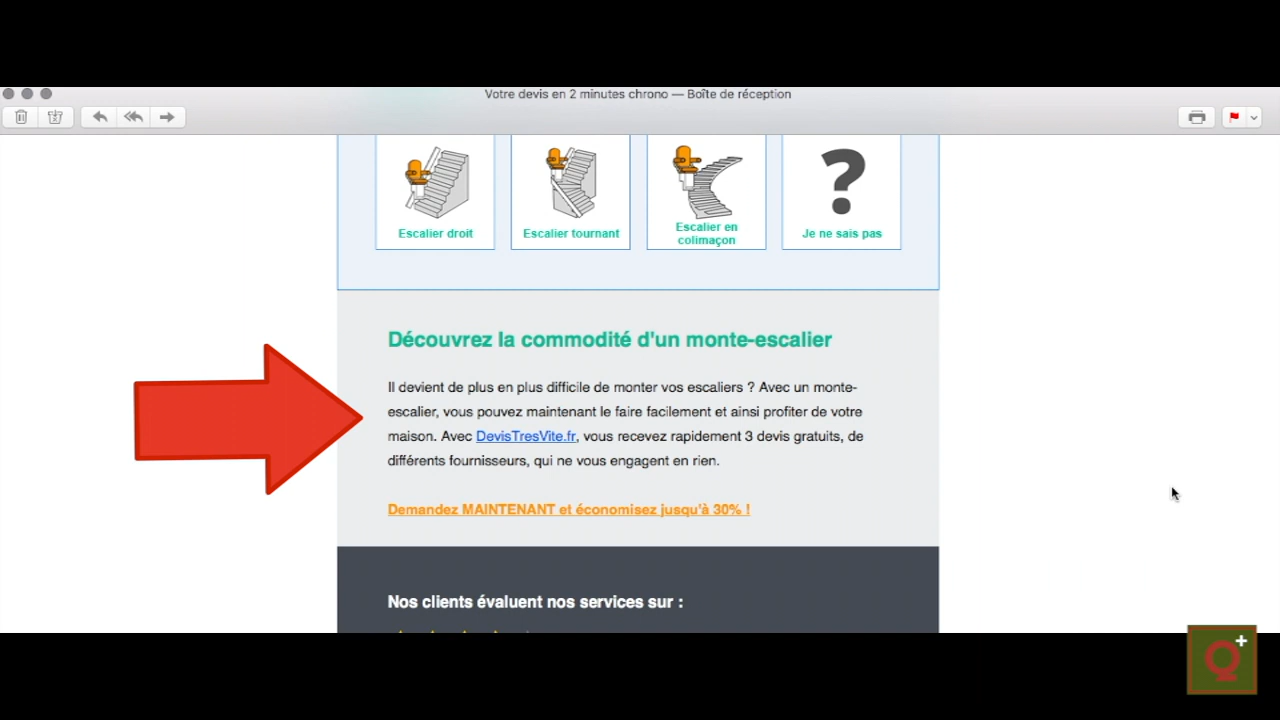 Votre devis en 2 minutes chrono — Boîte de réception
Escalier droit
Escalier tournant
Escalier en
colimaçon
?
Je ne sais pas
Découvrez la commodité d'un monte-escalier
Il devient de plus en plus difficile de monter vos escaliers ? Avec un monte-
escalier, vous pouvez maintenant le faire facilement et ainsi profiter de votre
maison. Avec DevisTresVite.fr, vous recevez rapidement 3 devis gratuits, de
différents fournisseurs, qui ne vous engagent en rien.
Demandez MAINTENANT et économisez jusqu'à 30% !
Nos clients évaluent nos services sur :
Q+